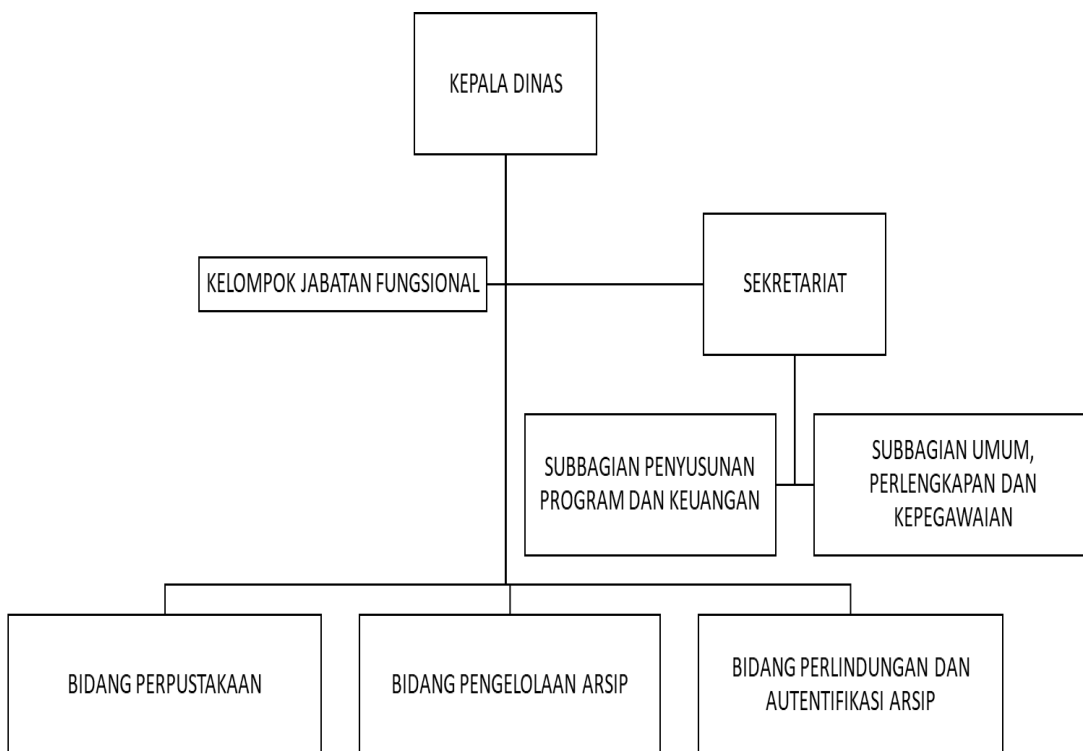 KEPALA DINAS
KELOMPOK JABATAN FUNGSIONAL
SEKRETARIAT
SUBBAGIAN PENYUSUNAN
PROGRAM DAN KEUANGAN
SUBBAGIAN UMUM,
PERLENGKAPAN DAN
KEPEGAWAIAN
BIDANG PERPUSTAKAAN
BIDANG PENGELOLAAN ARSIP
BIDANG PERLINDUNGAN DAN
AUTENTIFIKASI ARSIP